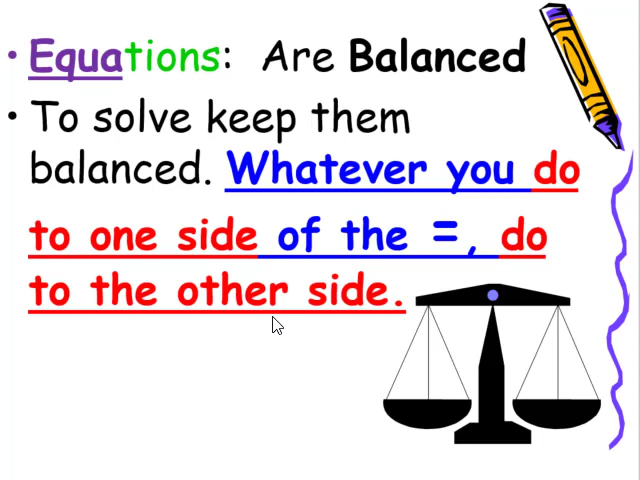 • Equations: Are Balanced
• To solve keep them
balanced. Whatever you do
to one side of the =, do
to the other side.